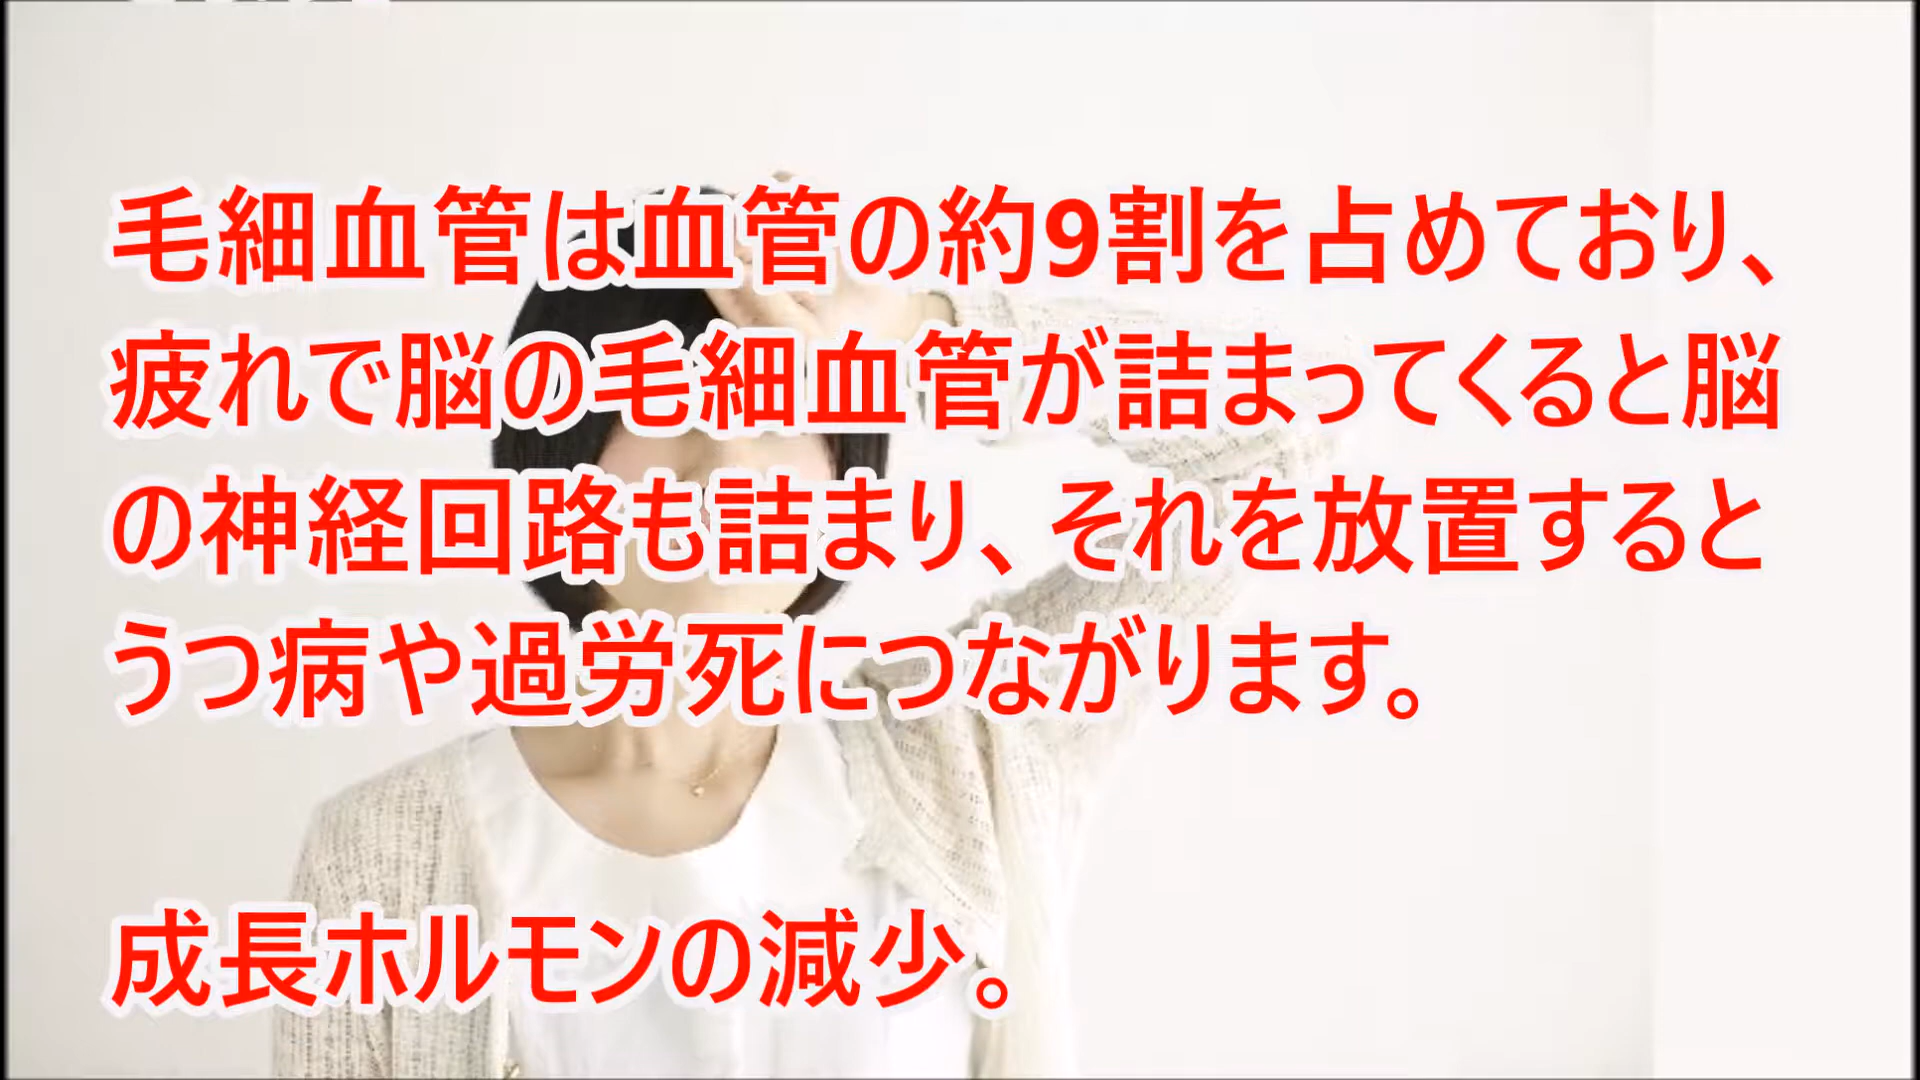 毛細血管は血管の約9割を占めており、
疲れで脳の毛細血管が詰まってくると脳
の神経回路も詰まり、それを放置すると
うつ病や過労死につながります。
成長ホルモンの減少。